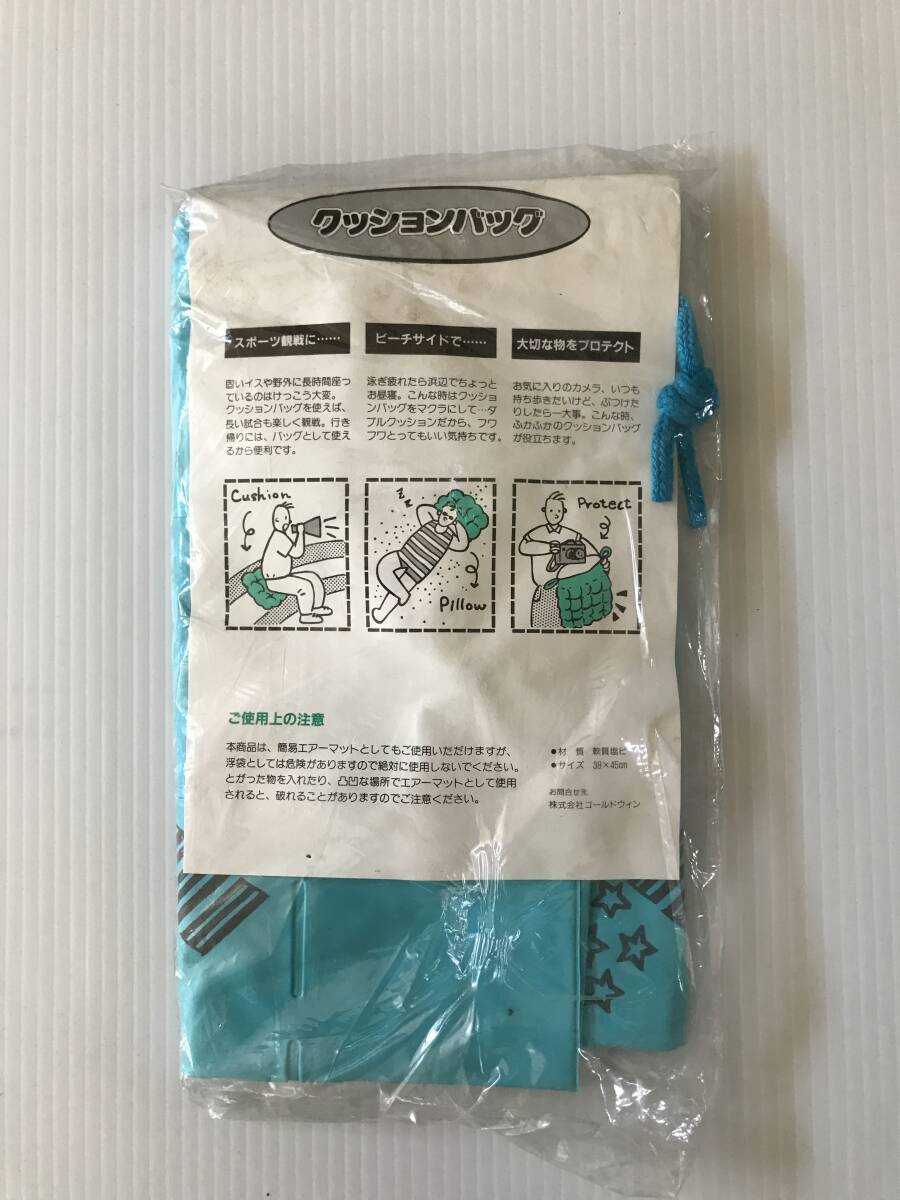 クッションバッグ
スポーツ観戦に……
固いイスや野外に長時間座っ
ているのはけっこう大変。
クッションバッグを使えば、
長い試合も楽しく観戦。行き
帰りには、バッグとして使え
るから便利です。
ビーチサイドで……
泳ぎ疲れたら浜辺でちょっと
お昼寝。こんな時はクッショ
ンバッグをマクラにして…ダ
ブルクッションだから、フワ
フワとってもいい気持ちです。
大切な物をプロテクト
お気に入りのカメラ、いつも
持ち歩きたいけど、ぶつけた
りしたら一大事。こんな時、
ふかふかのクッションバッグ
が役立ちます。
Cushion
zz
Pillow
Protect
ご使用上の注意
本商品は、簡易エアーマットとしてもご使用いただけますが、
浮袋としては危険がありますので絶対に使用しないでください。
とがった物を入れたり、凸凹な場所でエアーマットとして使用
されると、破れることがありますのでご注意ください。
●材 質 軟質塩ビ
●サイズ 38×45cm
お問合せ先
株式会社ゴールドウィン